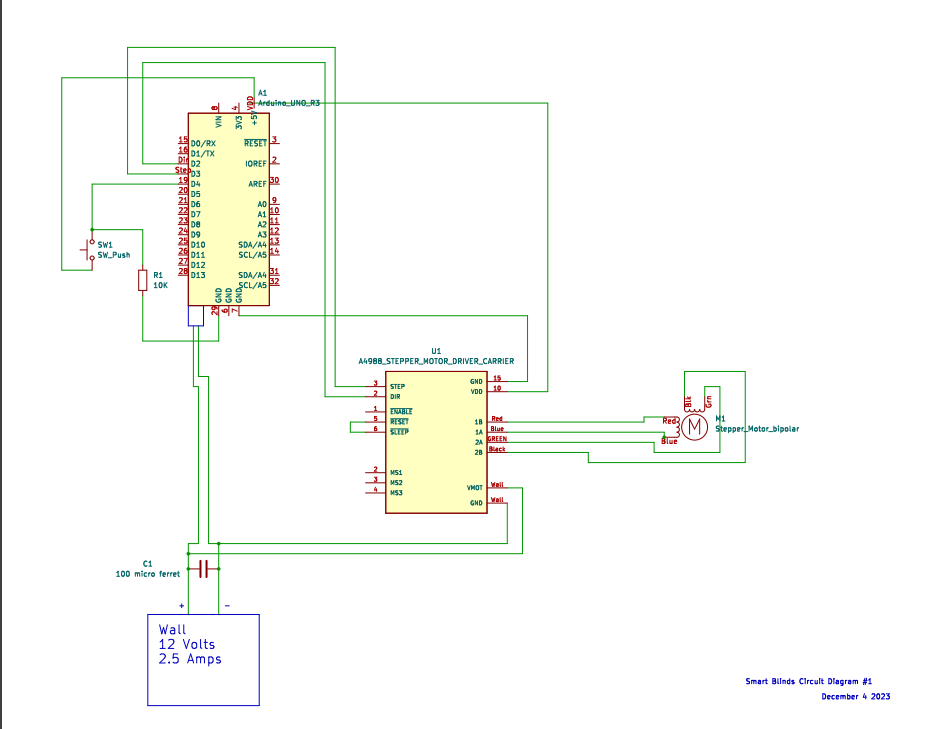 A1
Arduino_UNO_R3
8
VIN
4
3V3
VDD
+5V
15 D0/RX
16 D1/TX
Dir D2
Step D3
19 D4
20 D5
21 D6
22 D7
23 D8
24 D9
25 D10
26 D11
27 D12
28 D13
RESET 3
IOREF 2
AREF 30
A0 9
A1 10
A2 11
A3 12
SDA/A4 13
SCL/A5 14
SDA/A4 31
SCL/A5 32
GND
GND
GND
29
6
7
SW1
SW_Push
R1
10K
U1
A4988_STEPPER_MOTOR_DRIVER_CARRIER
3 STEP
2 DIR
1 ENABLE
5 RESET
6 SLEEP
2 MS1
3 MS2
4 MS3
GND 15
VDD 10
1B Red
1A Blue
2A GREEN
2B Black
VMOT Wall
GND Wall
Blk
Grn
Red
Blue
M
M1
Stepper_Motor_bipolar
C1
100 micro ferret
+ −
Wall
12 Volts
2.5 Amps
Smart Blinds Circuit Diagram #1
December 4 2023